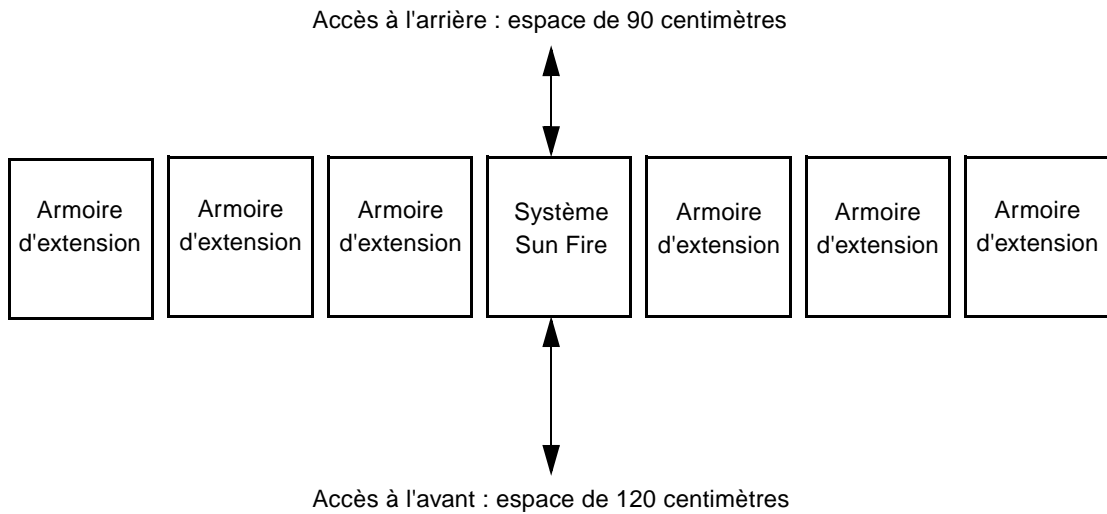 Accès à l'arrière : espace de 90 centimètres
Armoire
d'extension
Armoire
d'extension
Armoire
d'extension
Système
Sun Fire
Armoire
d'extension
Armoire
d'extension
Armoire
d'extension
Accès à l'avant : espace de 120 centimètres